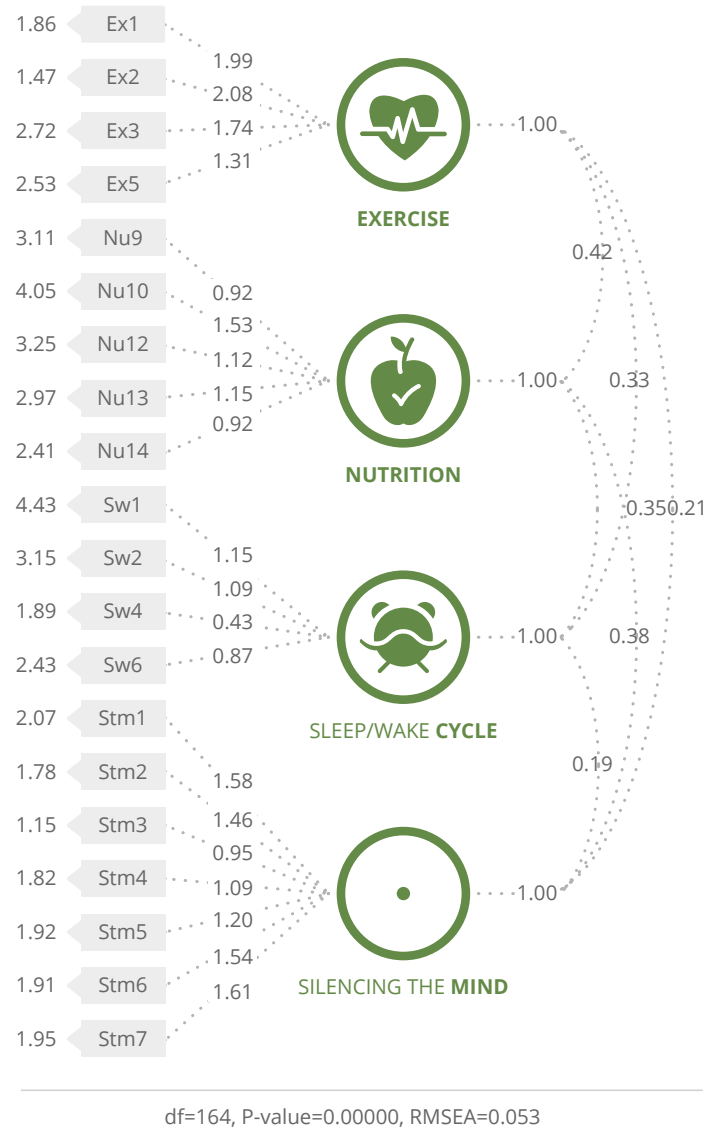 1.86 Ex1
1.99
1.47 Ex2
2.08
2.72 Ex3 1.74 1.00
1.31
2.53 Ex5
EXERCISE
3.11 Nu9
0.42
4.05 Nu10 0.92
1.53
3.25 Nu12
1.12
1.00 0.33
2.97 Nu13 1.15
0.92
2.41 Nu14
NUTRITION
4.43 Sw1 0.35 0.21
1.15
3.15 Sw2
1.09
1.89 Sw4 0.43
1.00 0.38
2.43 Sw6 0.87
2.07 Stm1
SLEEP/WAKE CYCLE
1.78 Stm2 0.19
1.58
1.15 Stm3 1.46
0.95
1.82 Stm4 1.09 1.00
1.20
1.92 Stm5
1.54
1.91 Stm6 1.61
SILENCING THE MIND
1.95 Stm7
df=164, P-value=0.00000, RMSEA=0.053